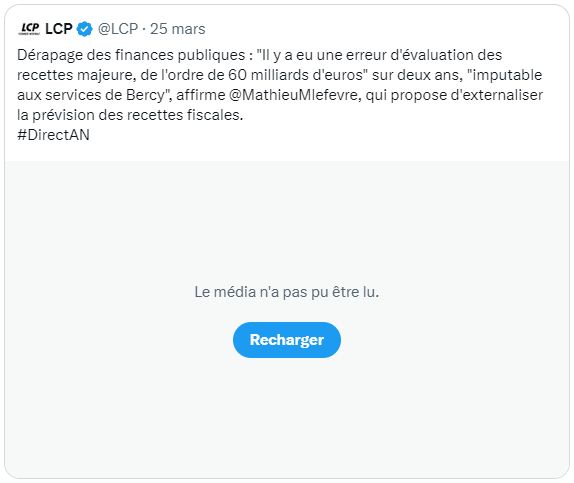 LCP LCP @LCP · 25 mars
Dérapage des finances publiques : "Il y a eu une erreur d'évaluation des
recettes majeure, de l'ordre de 60 milliards d'euros" sur deux ans, "imputable
aux services de Bercy", affirme @MathieuMlefevre, qui propose d'externaliser
la prévision des recettes fiscales.
#DirectAN
Le média n'a pas pu être lu.
Recharger